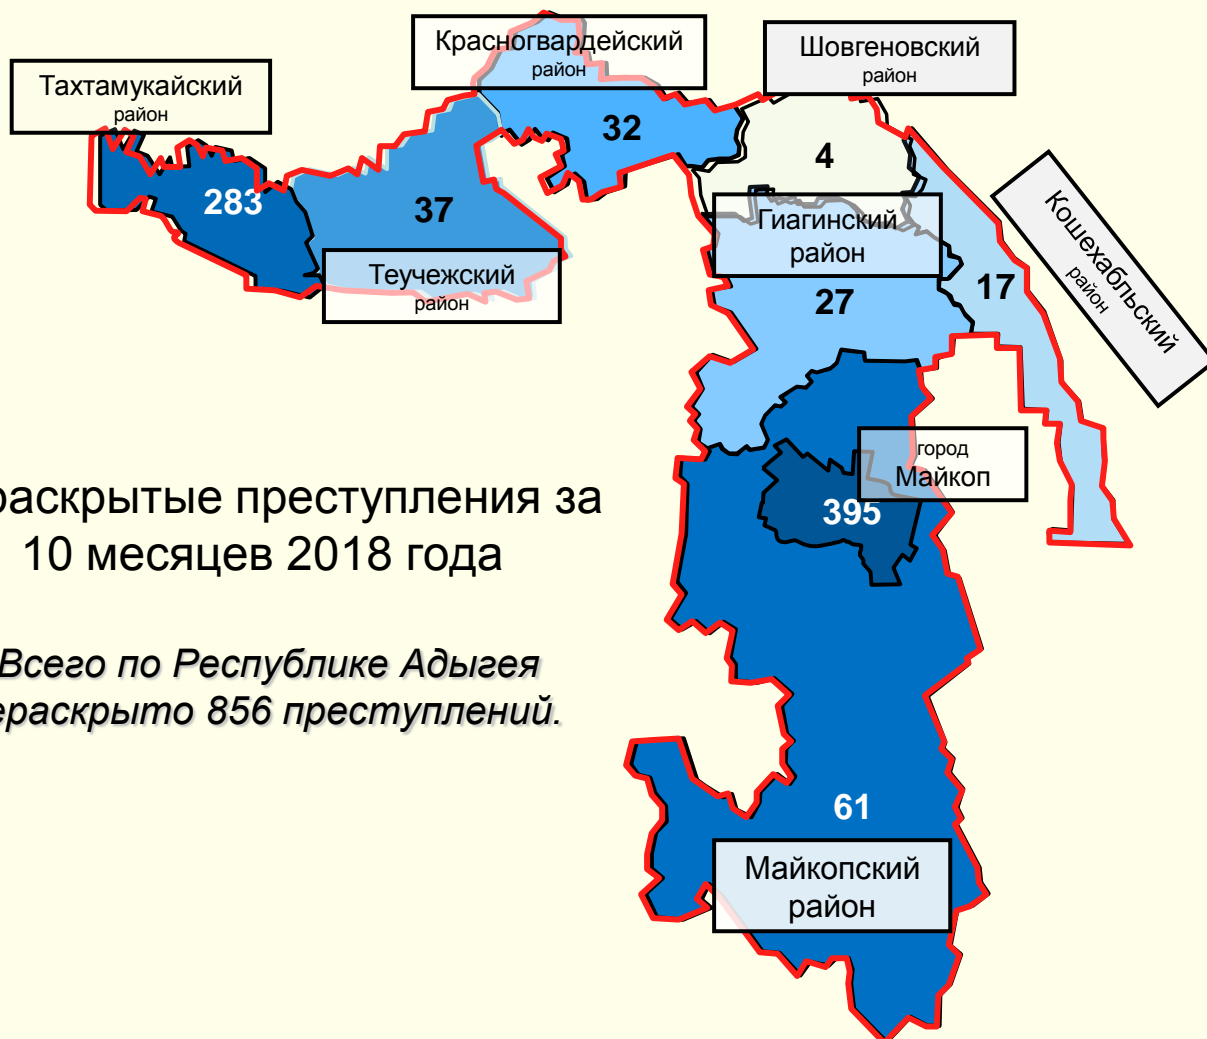 Красногвардейский
район
Шовгеновский
район
Тахтамукайский
район
32
4
283
37
Гиагинский
район
Кошехабльский
район
Теучежский
район
27
17
город
Майкоп
395
раскрытые преступления за
10 месяцев 2018 года
Всего по Республике Адыгея
ераскрыто 856 преступлений.
61
Майкопский
район